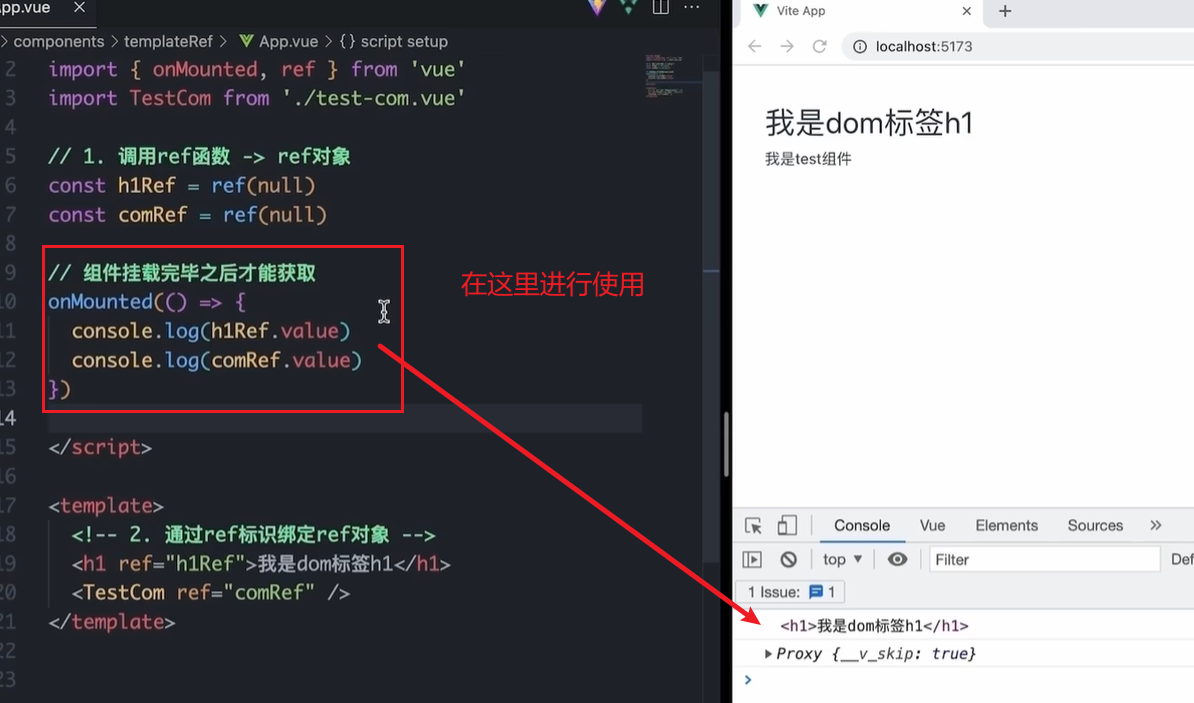 pp.vue
components > templateRef > App.vue > {} script setup
2 import { onMounted, ref } from 'vue'
3 import TestCom from './test-com.vue'
4
5 // 1. 调用ref函数 -> ref对象
6 const h1Ref = ref(null)
7 const comRef = ref(null)
8
9 // 组件挂载完毕之后才能获取
10 onMounted(() => {
11 console.log(h1Ref.value)
12 console.log(comRef.value)
13 })
14
15 </script>
16
17 <template>
18 <!-- 2. 通过ref标识绑定ref对象 -->
19 <h1 ref="h1Ref">我是dom标签h1</h1>
20 <TestCom ref="comRef" />
21 </template>
22
23
在这里进行使用
Vite App
localhost:5173
我是dom标签h1
我是test组件
Console Vue Elements Sources »
top Filter Def
1 Issue: 1
<h1>我是dom标签h1</h1>
Proxy {__v_skip: true}